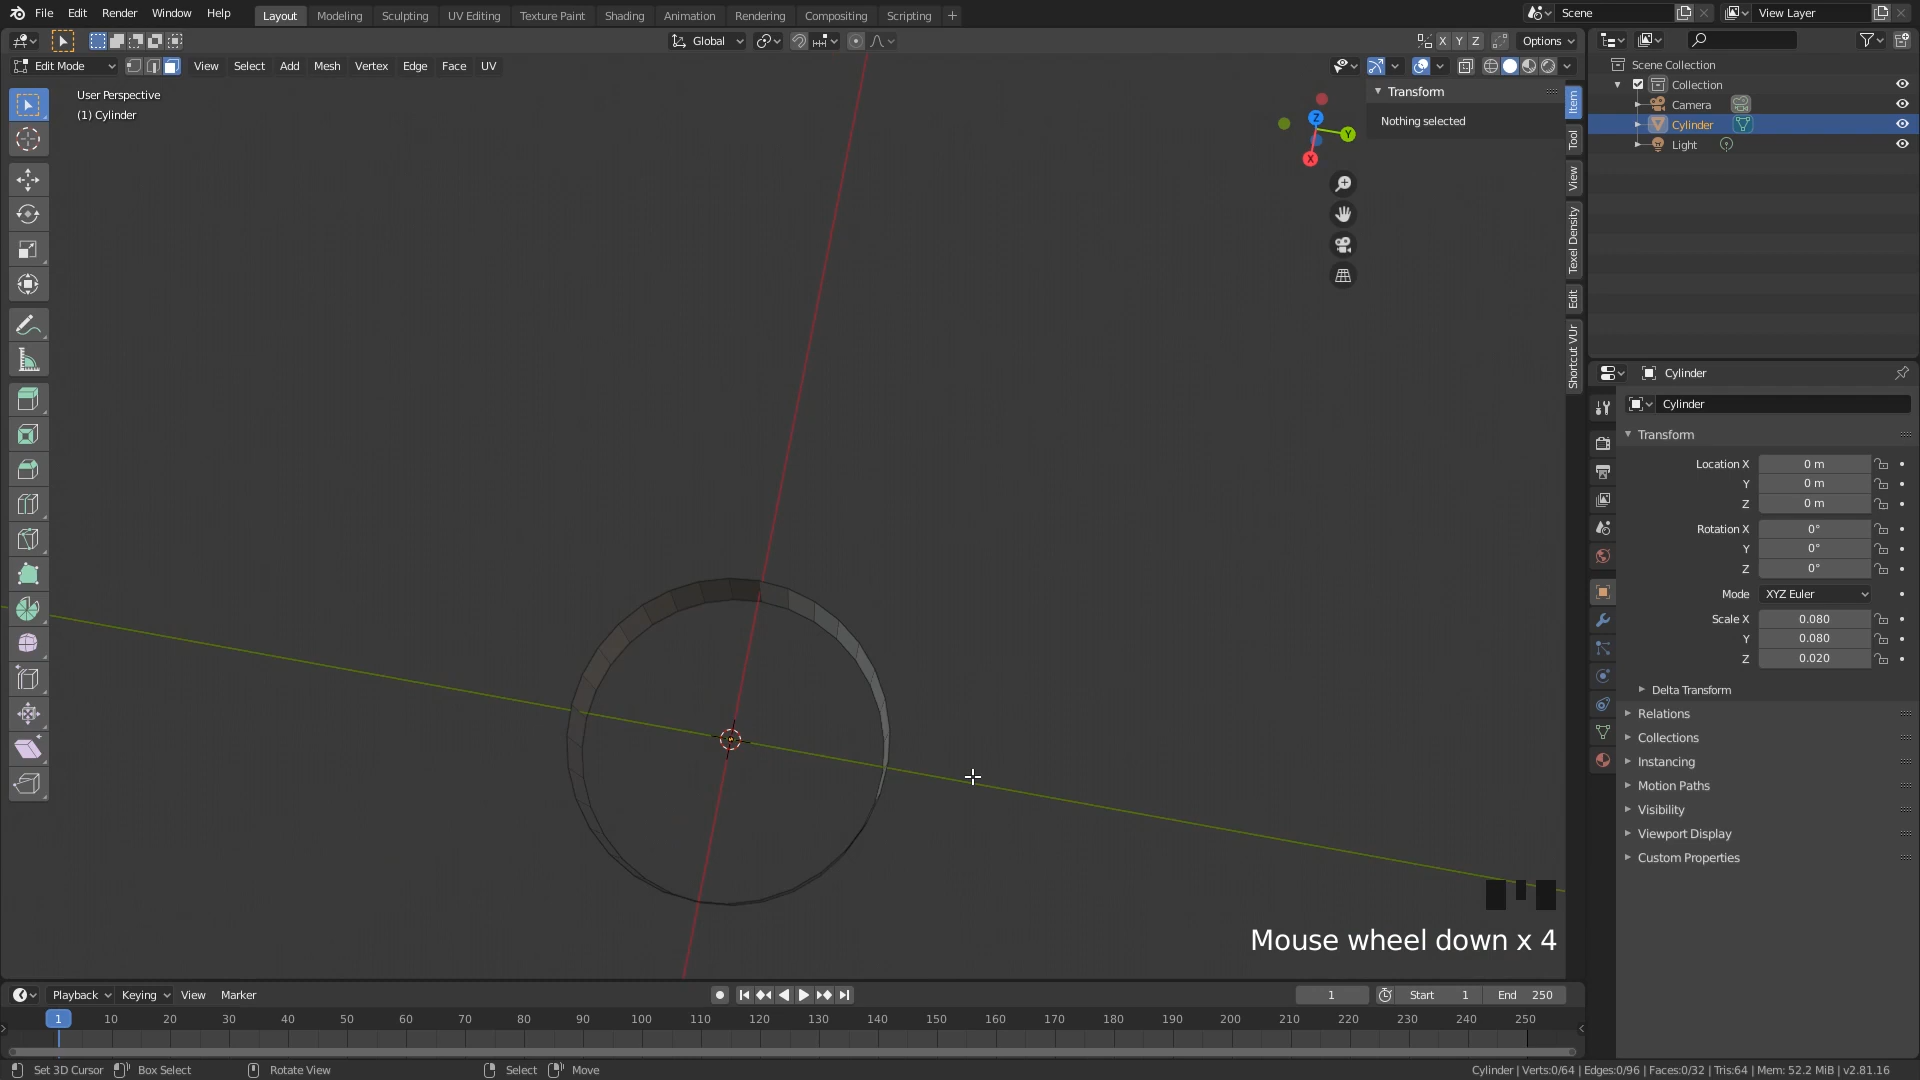 File Edit Render Window Help Layout Modeling Sculpting UV Editing Texture Paint Shading Animation Rendering Compositing Scripting + Scene View Layer
Global X Y Z Options
Edit Mode View Select Add Mesh Vertex Edge Face UV
User Perspective
(1) Cylinder
Z Y X
Transform
Nothing selected
Item
Tool
View
Texel Density
Edit
Shortcut VUr
Scene Collection
Collection
Camera
Cylinder
Light
Cylinder
Cylinder
Transform
Location X 0 m
Y 0 m
Z 0 m
Rotation X 0°
Y 0°
Z 0°
Mode XYZ Euler
Scale X 0.080
Y 0.080
Z 0.020
Delta Transform
Relations
Collections
Instancing
Motion Paths
Visibility
Viewport Display
Custom Properties
Mouse wheel down x 4
Playback Keying View Marker 1 Start 1 End 250
1 10 20 30 40 50 60 70 80 90 100 110 120 130 140 150 160 170 180 190 200 210 220 230 240 250
Set 3D Cursor Box Select Rotate View Select Move Cylinder | Verts:0/64 | Edges:0/96 | Faces:0/32 | Tris:64 | Mem: 52.2 MiB | v2.81.16